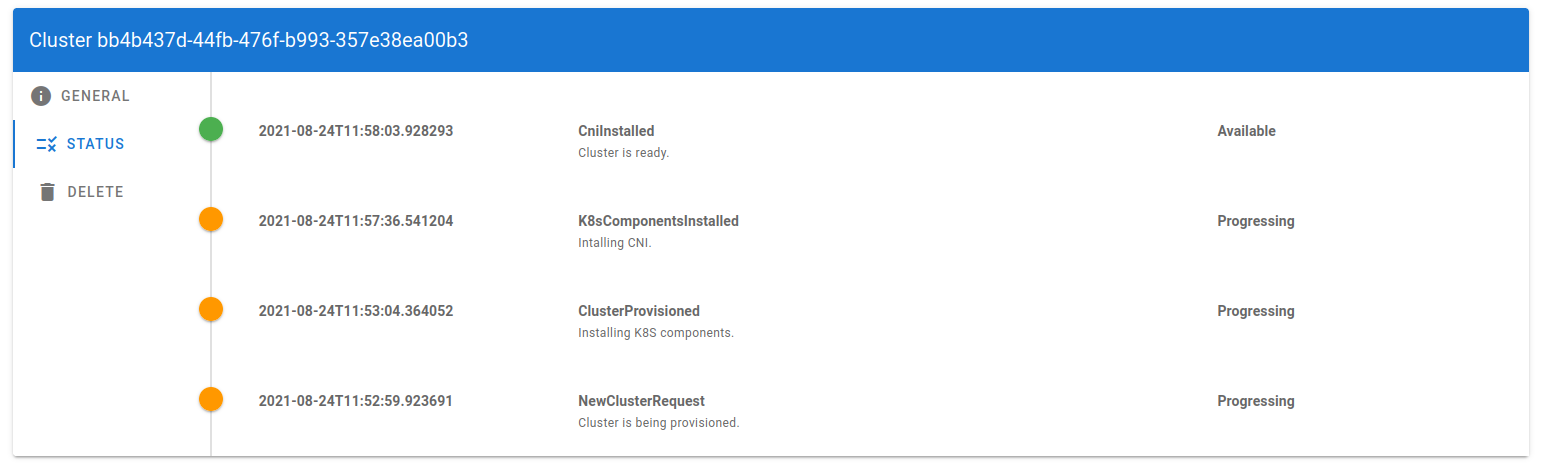 Cluster bb4b437d-44fb-476f-b993-357e38ea00b3
GENERAL
STATUS
DELETE
2021-08-24T11:58:03.928293 CniInstalled Available
Cluster is ready.
2021-08-24T11:57:36.541204 K8sComponentsInstalled Progressing
Intalling CNI.
2021-08-24T11:53:04.364052 ClusterProvisioned Progressing
Installing K8S components.
2021-08-24T11:52:59.923691 NewClusterRequest Progressing
Cluster is being provisioned.